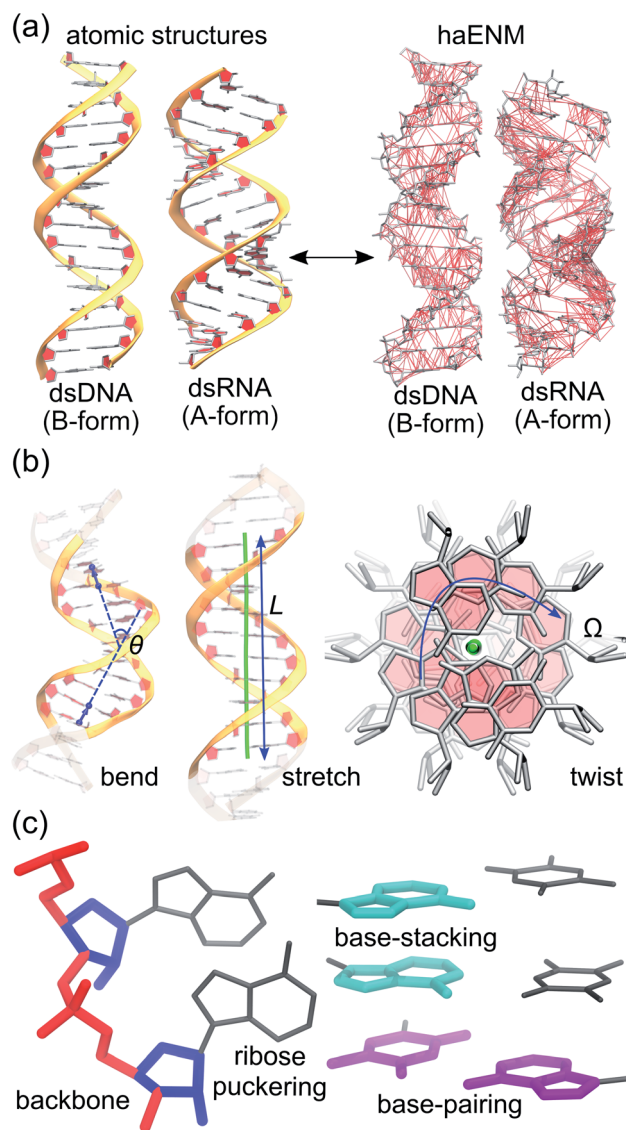 (a)
atomic structures
haENM
dsDNA
(B-form)
dsRNA
(A-form)
dsDNA
(B-form)
dsRNA
(A-form)
(b)
θ
bend
L
stretch
Ω
twist
(c)
backbone
ribose
puckering
base-stacking
base-pairing